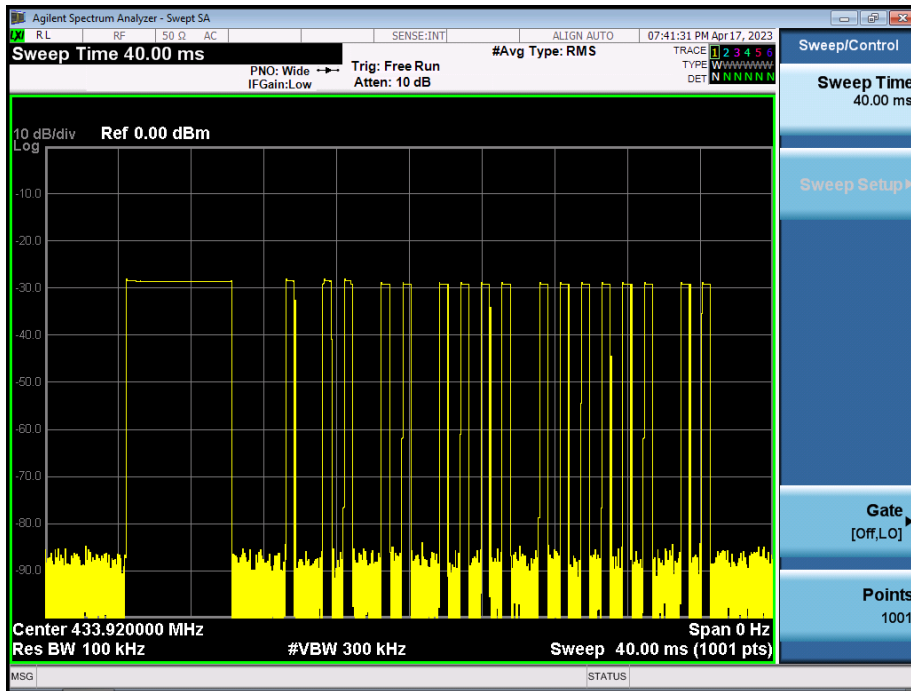 Agilent Spectrum Analyzer - Swept SA
LXI RL RF 50 Ω AC SENSE:INT ALIGN AUTO 07:41:31 PM Apr 17, 2023
Sweep Time 40.00 ms
#Avg Type: RMS
TRACE 1 2 3 4 5 6
TYPE WWWWWW
DET N N N N N N
PNO: Wide
IFGain:Low
Trig: Free Run
Atten: 10 dB
10 dB/div Ref 0.00 dBm
Log
-10.0
-20.0
-30.0
-40.0
-50.0
-60.0
-70.0
-80.0
-90.0
Center 433.920000 MHz Span 0 Hz
Res BW 100 kHz #VBW 300 kHz Sweep 40.00 ms (1001 pts)
MSG STATUS
Sweep/Control
Sweep Time
40.00 ms
Sweep Setup
Gate
[Off,LO]
Points
1001